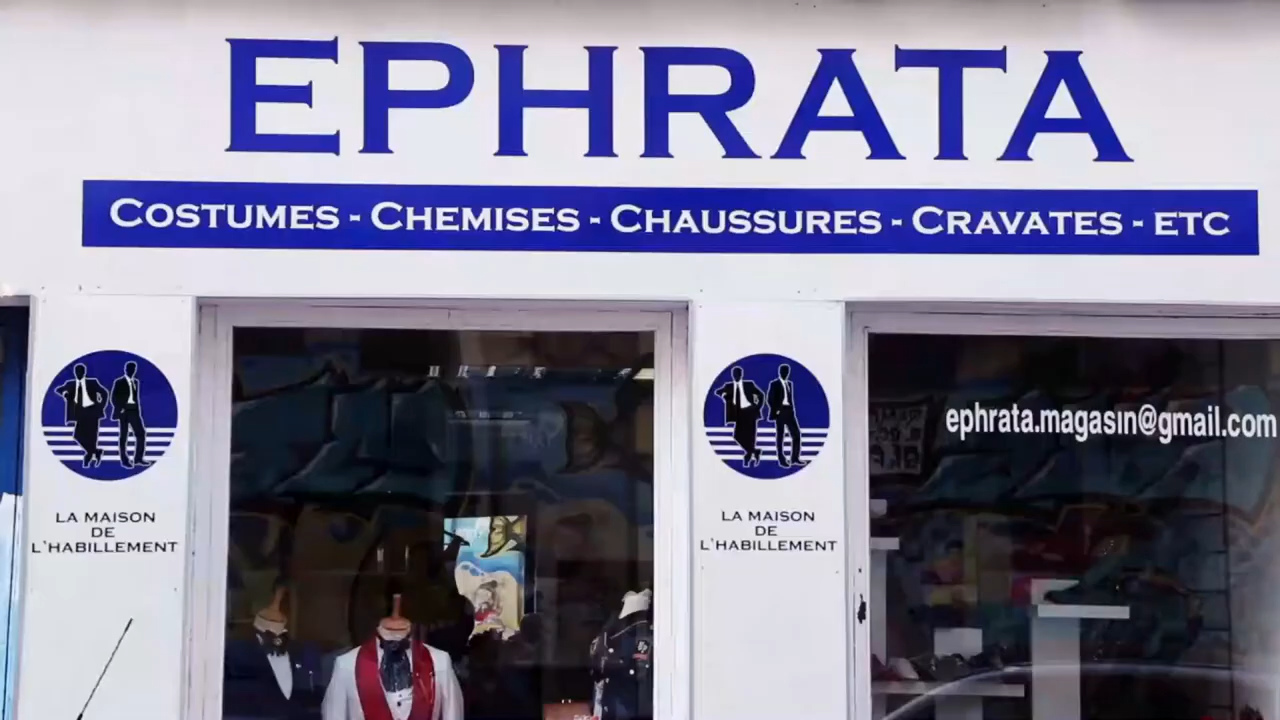 EPHRATA
COSTUMES - CHEMISES - CHAUSSURES - CRAVATES - ETC
ephrata.magasin@gmail.com
LA MAISON
DE
L'HABILLEMENT
LA MAISON
DE
L'HABILLEMENT